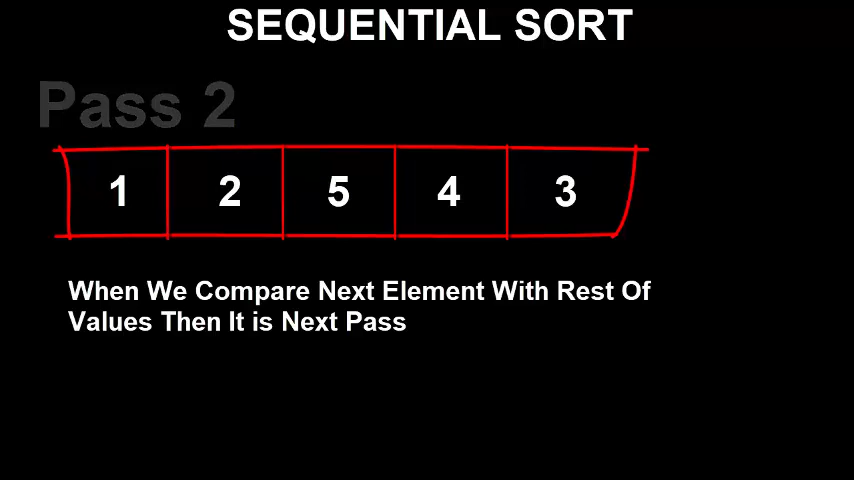 SEQUENTIAL SORT
Pass 2
1 2 5 4 3
When We Compare Next Element With Rest Of
Values Then It is Next Pass